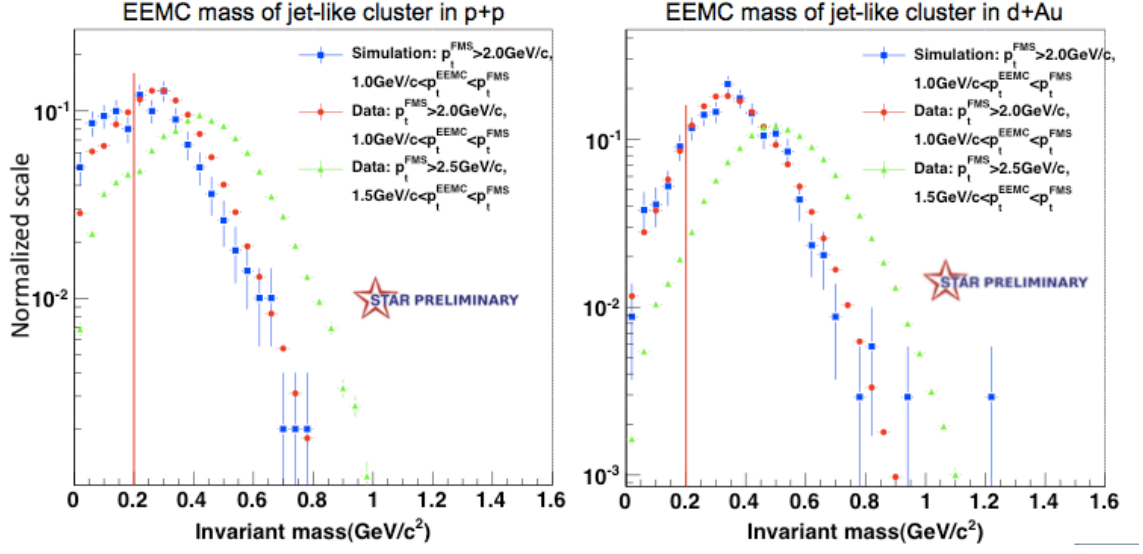 EEMC mass of jet-like cluster in p+p
Simulation: p_t^FMS>2.0GeV/c,
1.0GeV/c<p_t^EEMC<p_t^FMS
Data: p_t^FMS>2.0GeV/c,
1.0GeV/c<p_t^EEMC<p_t^FMS
Data: p_t^FMS>2.5GeV/c,
1.5GeV/c<p_t^EEMC<p_t^FMS
10^-1
10^-2
Normalized scale
STAR PRELIMINARY
0 0.2 0.4 0.6 0.8 1 1.2 1.4 1.6
Invariant mass(GeV/c^2)
EEMC mass of jet-like cluster in d+Au
Simulation: p_t^FMS>2.0GeV/c,
1.0GeV/c<p_t^EEMC<p_t^FMS
Data: p_t^FMS>2.0GeV/c,
1.0GeV/c<p_t^EEMC<p_t^FMS
Data: p_t^FMS>2.5GeV/c,
1.5GeV/c<p_t^EEMC<p_t^FMS
10^-1
10^-2
10^-3
STAR PRELIMINARY
0 0.2 0.4 0.6 0.8 1 1.2 1.4 1.6
Invariant mass(GeV/c^2)